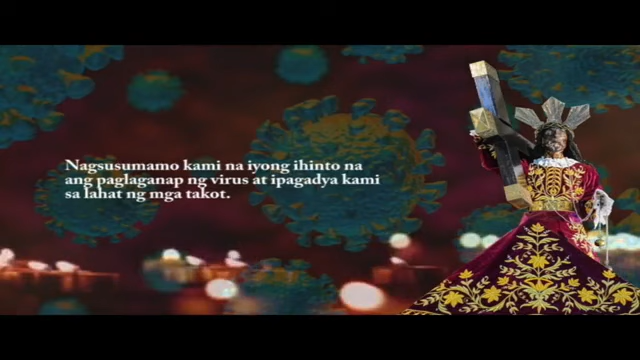 Nagsusumamo kami na iyong ihinto na
ang paglaganap ng virus at ipagadya kami
sa lahat ng mga takot.